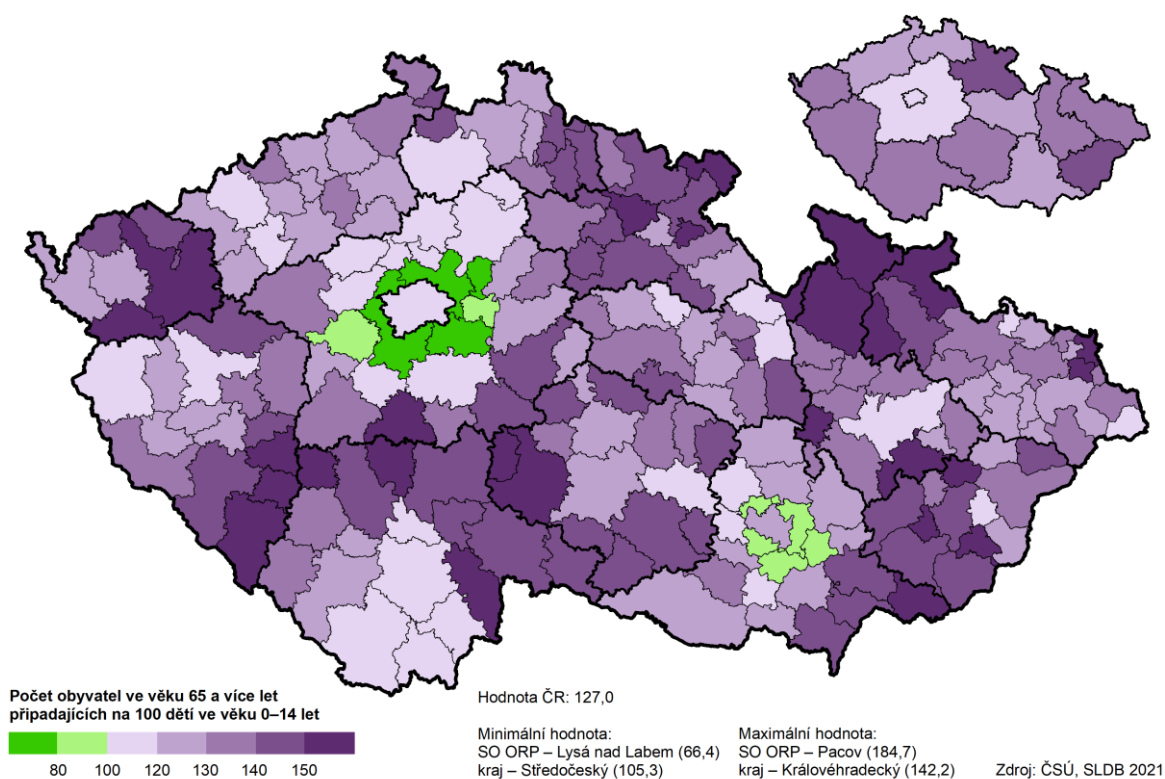 Počet obyvatel ve věku 65 a více let
připadajících na 100 dětí ve věku 0–14 let
80 100 120 130 140 150
Hodnota ČR: 127,0
Minimální hodnota:
SO ORP – Lysá nad Labem (66,4)
kraj – Středočeský (105,3)
Maximální hodnota:
SO ORP – Pacov (184,7)
kraj – Královéhradecký (142,2)
Zdroj: ČSÚ, SLDB 2021